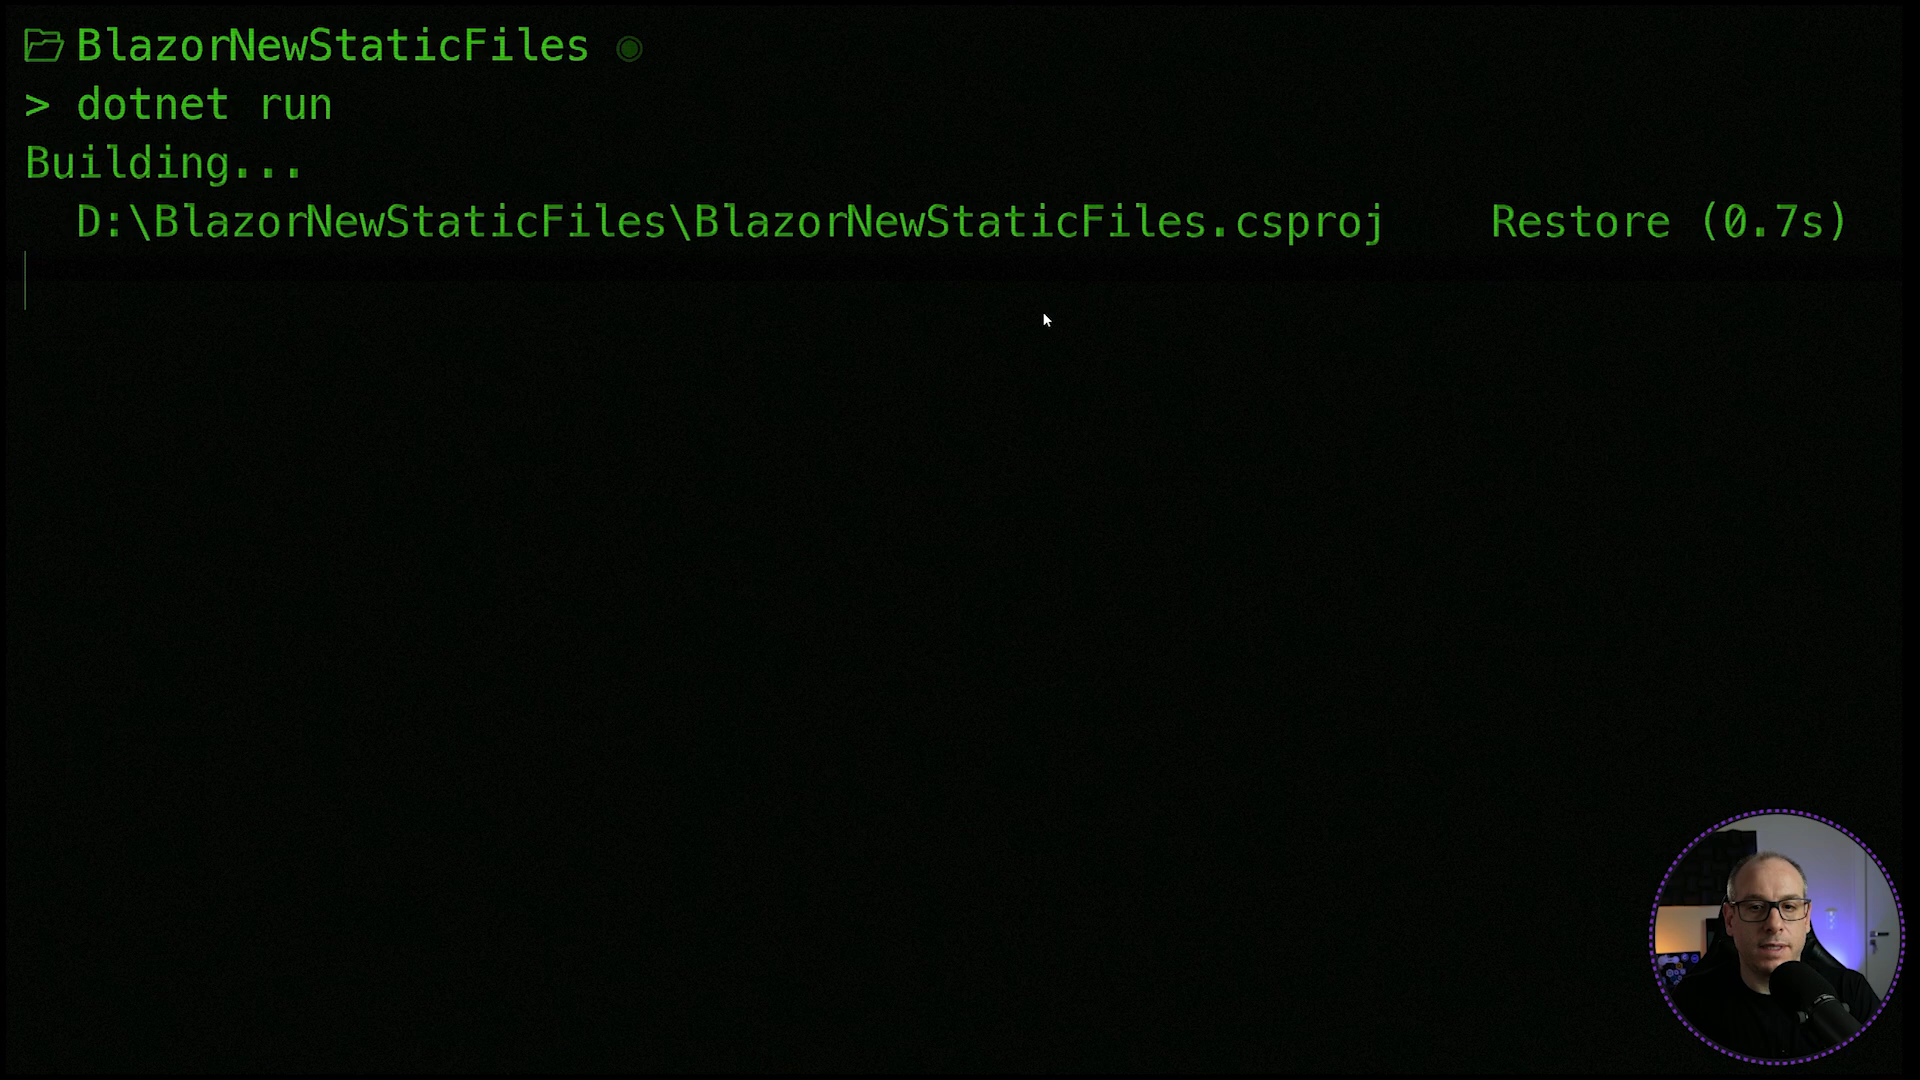 BlazorNewStaticFiles
> dotnet run
Building...
D:\BlazorNewStaticFiles\BlazorNewStaticFiles.csproj    Restore (0.7s)